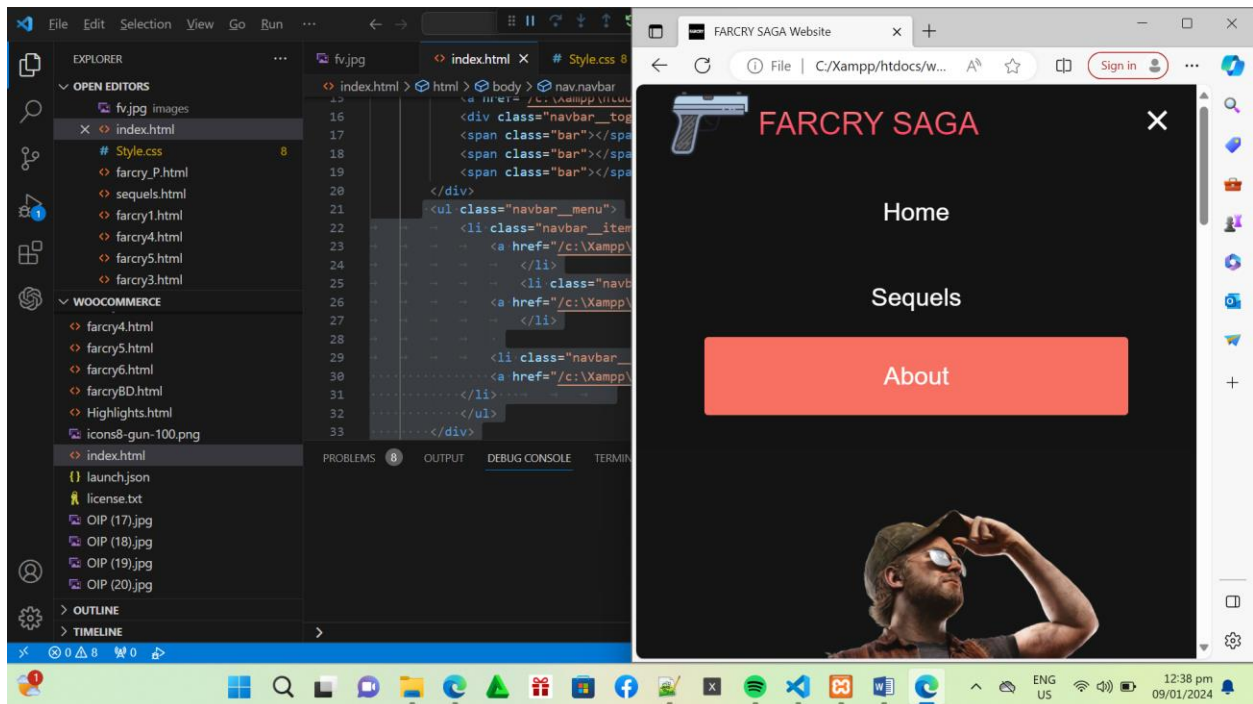 File Edit Selection View Go Run ...
EXPLORER ...
OPEN EDITORS
fv.jpg images
index.html
# Style.css 8
farcry_P.html
sequels.html
farcry1.html
farcry4.html
farcry5.html
farcry3.html
WOOCOMMERCE
farcry4.html
farcry5.html
farcry6.html
farcryBD.html
Highlights.html
icons8-gun-100.png
index.html
{} launch.json
license.txt
OIP (17).jpg
OIP (18).jpg
OIP (19).jpg
OIP (20).jpg
OUTLINE
TIMELINE
0 8 0
1
fv.jpg index.html # Style.css 8
index.html > html > body > nav.navbar
16 <div class="navbar__tog
17 <span class="bar"></spa
18 <span class="bar"></spa
19 <span class="bar"></spa
20 </div>
21 <ul class="navbar__menu">
22 <li class="navbar__item
23 <a href="/c:\Xampp\
24 </li>
25 <li class="navb
26 <a href="/c:\Xampp\
27 </li>
28
29 <li class="navbar_
30 <a href="/c:\Xampp\
31 </li>
32 </ul>
33 </div>
PROBLEMS 8 OUTPUT DEBUG CONSOLE TERMIN
>
FARCRY SAGA Website
File | C:/Xampp/htdocs/w... Sign in ...
FARCRY SAGA
Home
Sequels
About
ENG
US
12:38 pm
09/01/2024